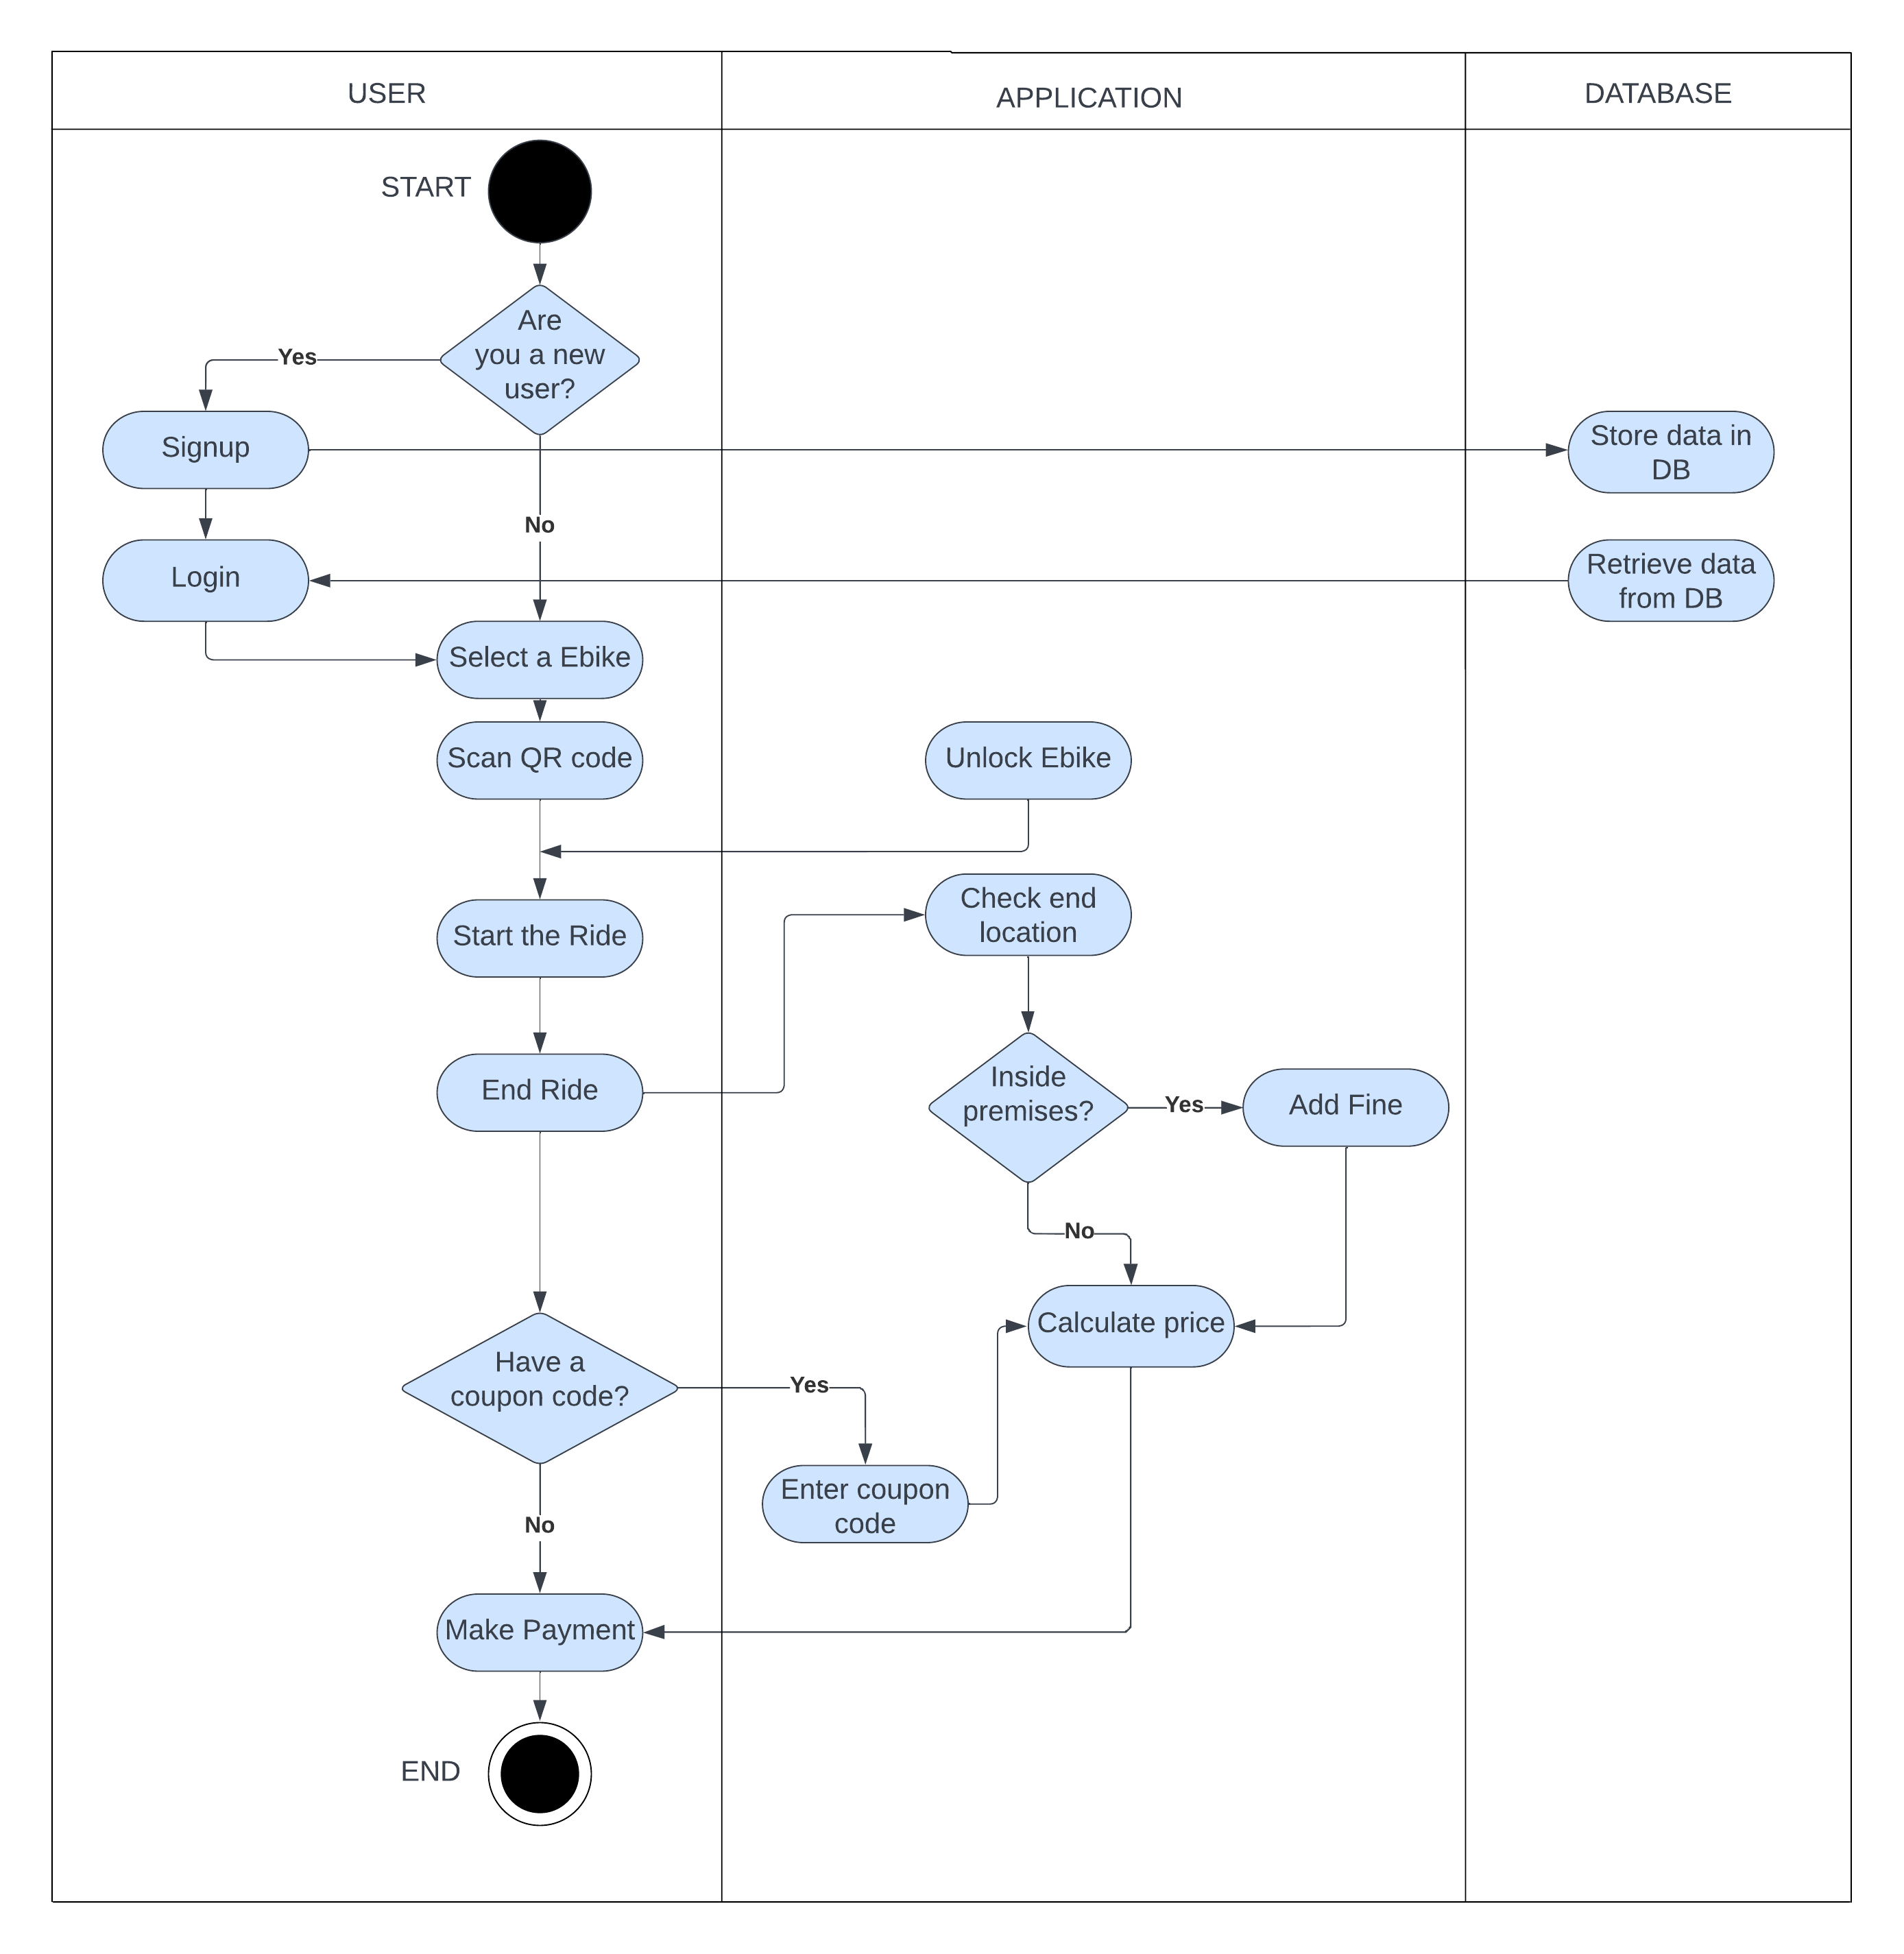 USER
APPLICATION
DATABASE
START
Are
you a new
user?
Yes
Signup
Store data in
DB
No
Login
Retrieve data
from DB
Select a Ebike
Scan QR code
Unlock Ebike
Check end
location
Start the Ride
End Ride
Inside
premises?
Yes
Add Fine
No
Calculate price
Have a
coupon code?
Yes
Enter coupon
code
No
Make Payment
END